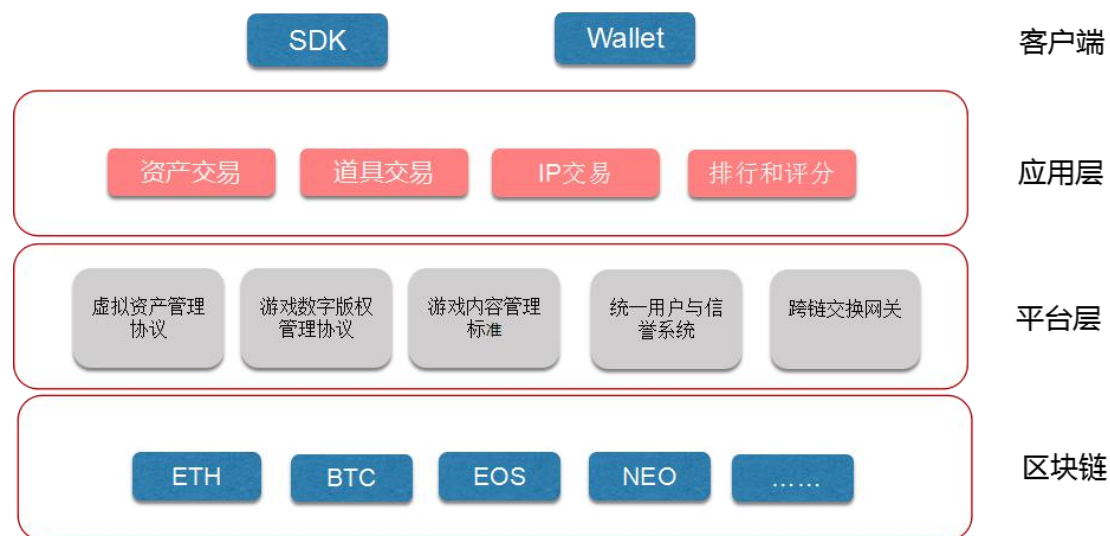 SDK Wallet 客户端
资产交易 道具交易 IP交易 排行和评分 应用层
虚拟资产管理 游戏数字版权 游戏内容管理 统一用户与信 跨链交换网关
协议 管理协议 标准 誉系统
平台层
ETH BTC EOS NEO …… 区块链